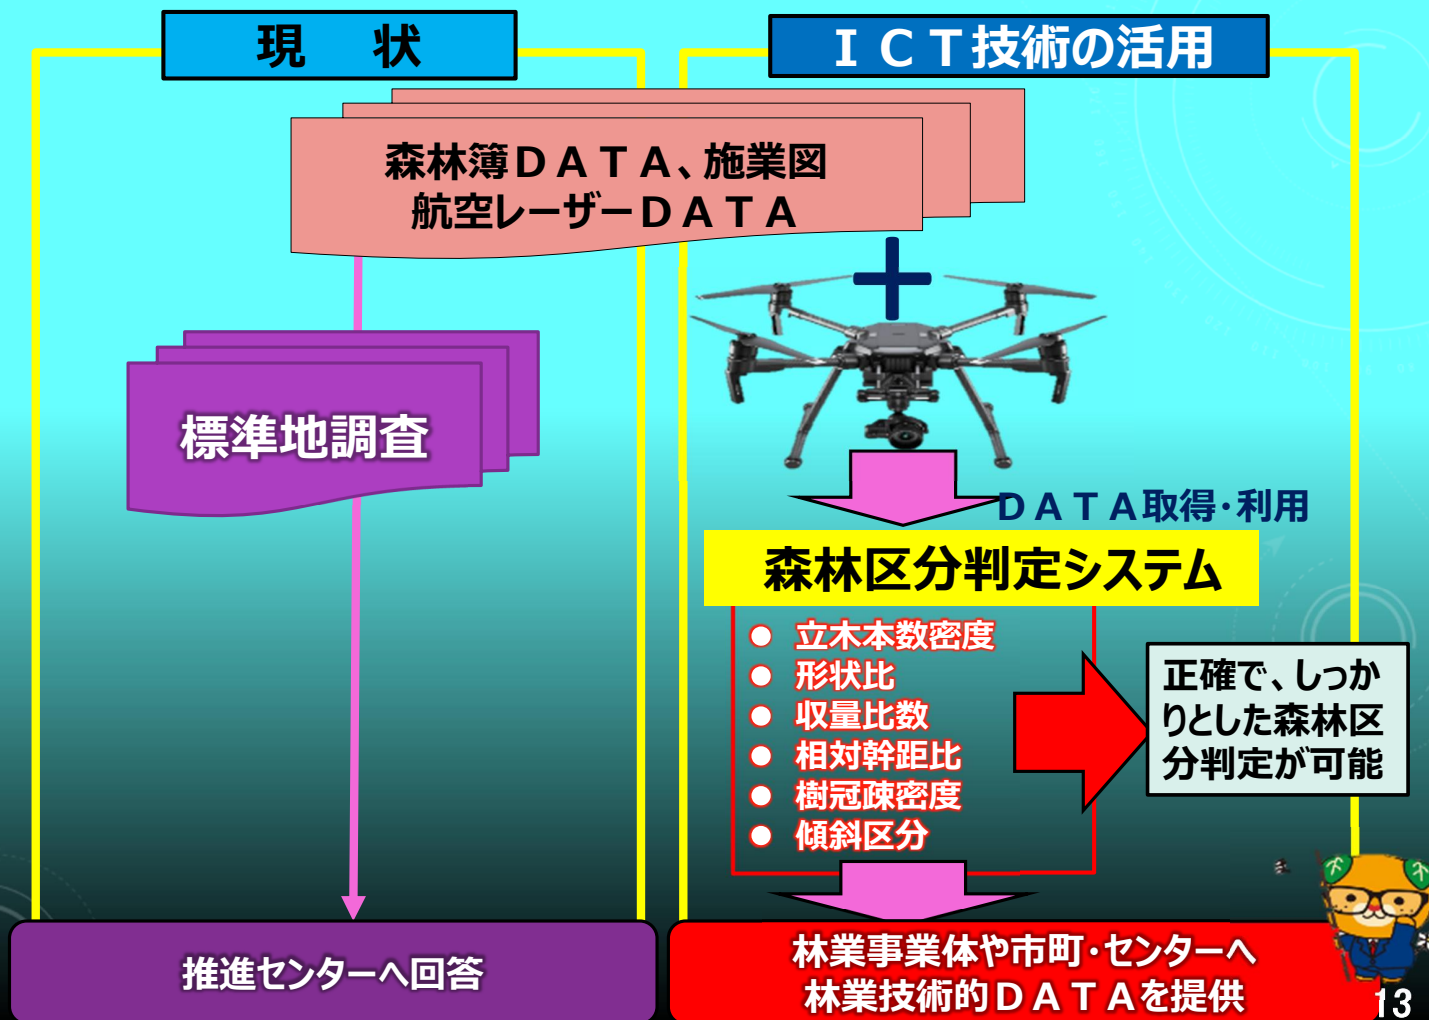 現　状
ＩＣＴ技術の活用
森林簿ＤＡＴＡ、施業図
航空レーザーＤＡＴＡ
＋
標準地調査
ＤＡＴＡ取得・利用
森林区分判定システム
● 立木本数密度
● 形状比
● 収量比数
● 相対幹距比
● 樹冠疎密度
● 傾斜区分
正確で、しっか
りとした森林区
分判定が可能
推進センターへ回答
林業事業体や市町・センターへ
林業技術的ＤＡＴＡを提供
13